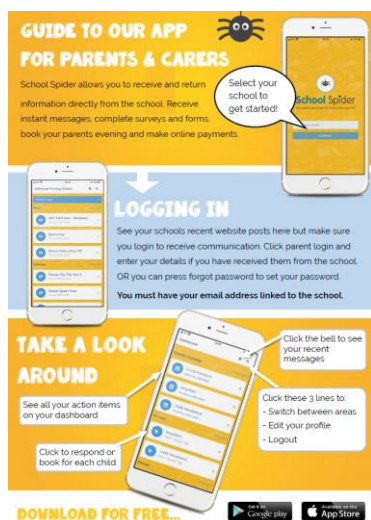 GUIDE TO OUR APP
FOR PARENTS & CARERS
School Spider allows you to receive and return
information directly from the school. Receive
instant messages, complete surveys and forms,
book your parents evening and make online payments.
Select your
school to
get started!
School Spider
LOGGING IN
See your schools recent website posts here but make sure
you login to receive communication. Click parent login and
enter your details if you have received them from the school.
OR you can press forgot password to set your password.
You must have your email address linked to the school.
TAKE A LOOK
AROUND
Dashboard
Click the bell to see
your recent
messages
See all your action items
on your dashboard
Click these 3 lines to:
- Switch between areas
- Edit your profile
- Logout
Click to respond or
book for each child
DOWNLOAD FOR FREE...
Get it on
Google play
Available on the
App Store